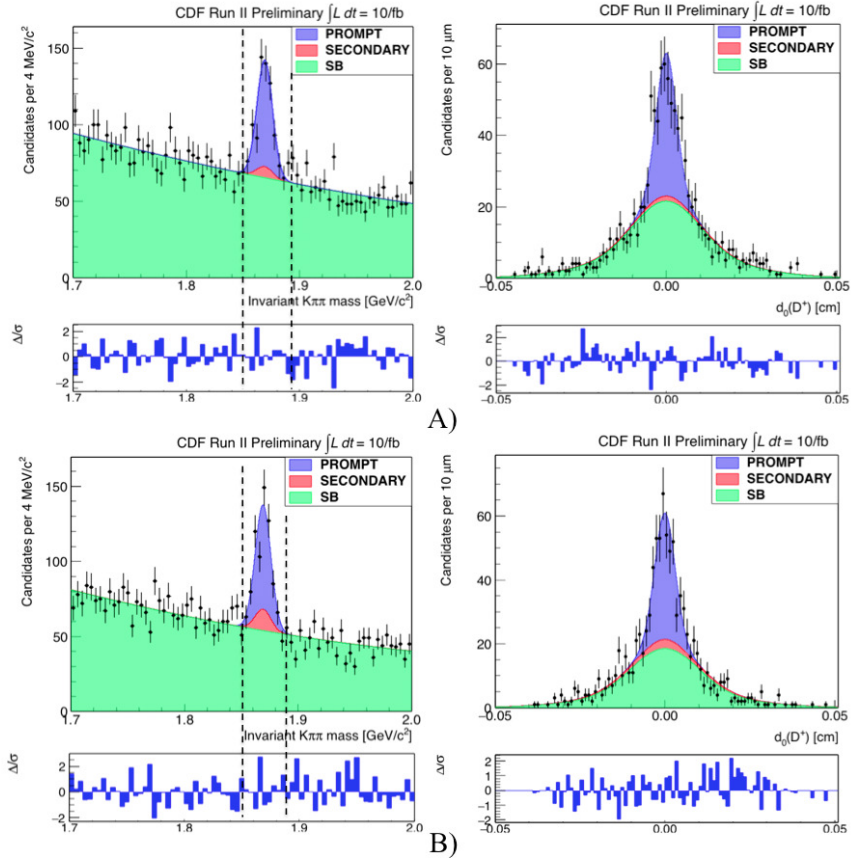 CDF Run II Preliminary ∫L dt = 10/fb
Candidates per 4 MeV/c²
PROMPT
SECONDARY
SB
150
100
50
0
1.7
1.8
1.9
2.0
Invariant Kππ mass [GeV/c²]
Δ/σ
2
0
−2
1.7
1.8
1.9
2.0
CDF Run II Preliminary ∫L dt = 10/fb
Candidates per 10 μm
PROMPT
SECONDARY
SB
60
40
20
0
−0.05
0.00
0.05
d₀(D⁺) [cm]
Δ/σ
2
0
−2
−0.05
0.00
0.05
A)
CDF Run II Preliminary ∫L dt = 10/fb
Candidates per 4 MeV/c²
PROMPT
SECONDARY
SB
150
100
50
0
1.7
1.8
1.9
2.0
Invariant Kππ mass [GeV/c²]
Δ/σ
2
0
−2
1.7
1.8
1.9
2.0
CDF Run II Preliminary ∫L dt = 10/fb
Candidates per 10 μm
PROMPT
SECONDARY
SB
60
40
20
0
−0.05
0.00
0.05
d₀(D⁺) [cm]
Δ/σ
2
1
0
−1
−2
−0.05
0.00
0.05
B)